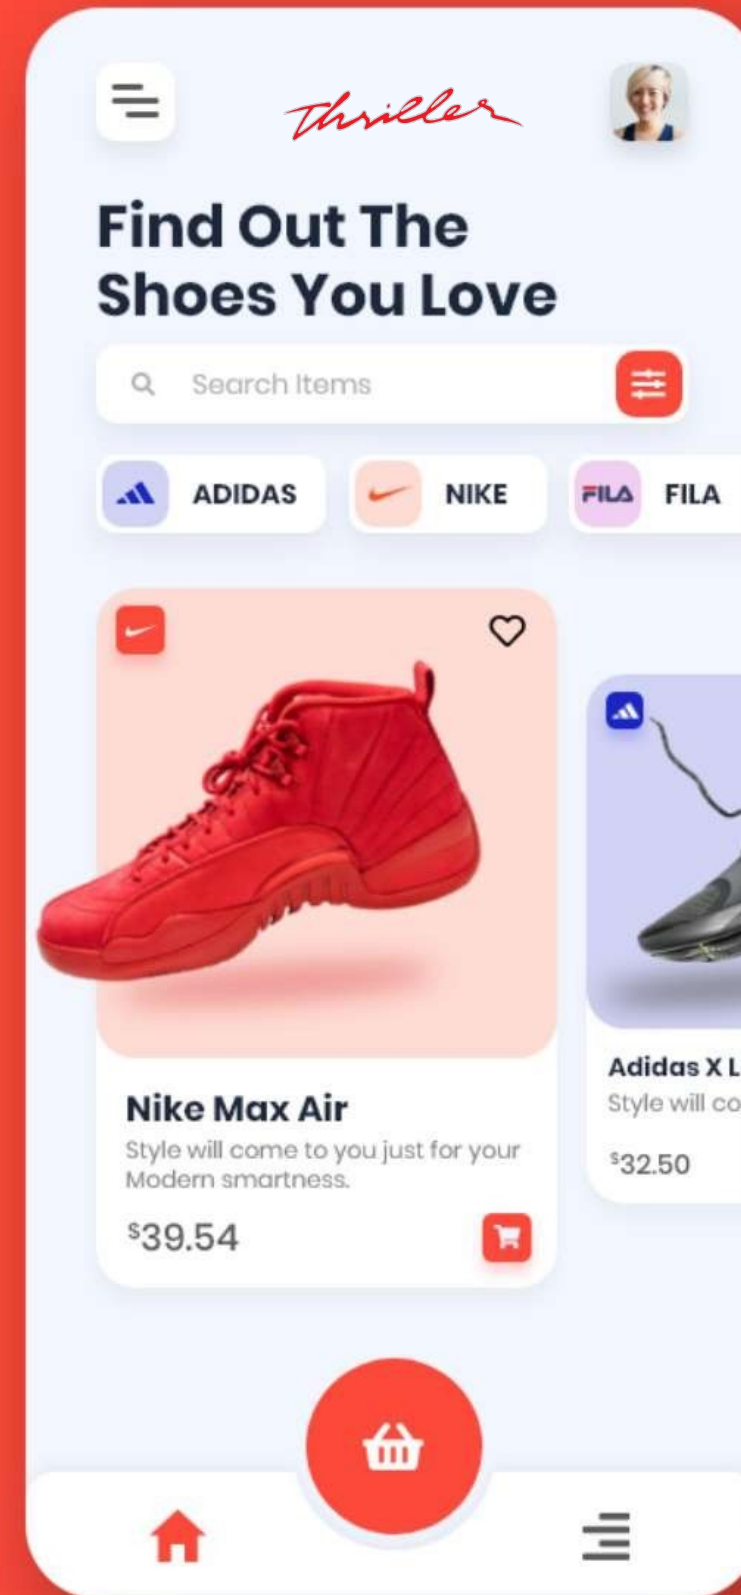 Thriller
Find Out The
Shoes You Love
Search Items
ADIDAS
NIKE
FILA
FILA
Nike Max Air
Style will come to you just for your
Modern smartness.
$39.54
Adidas X L
Style will co
$32.50